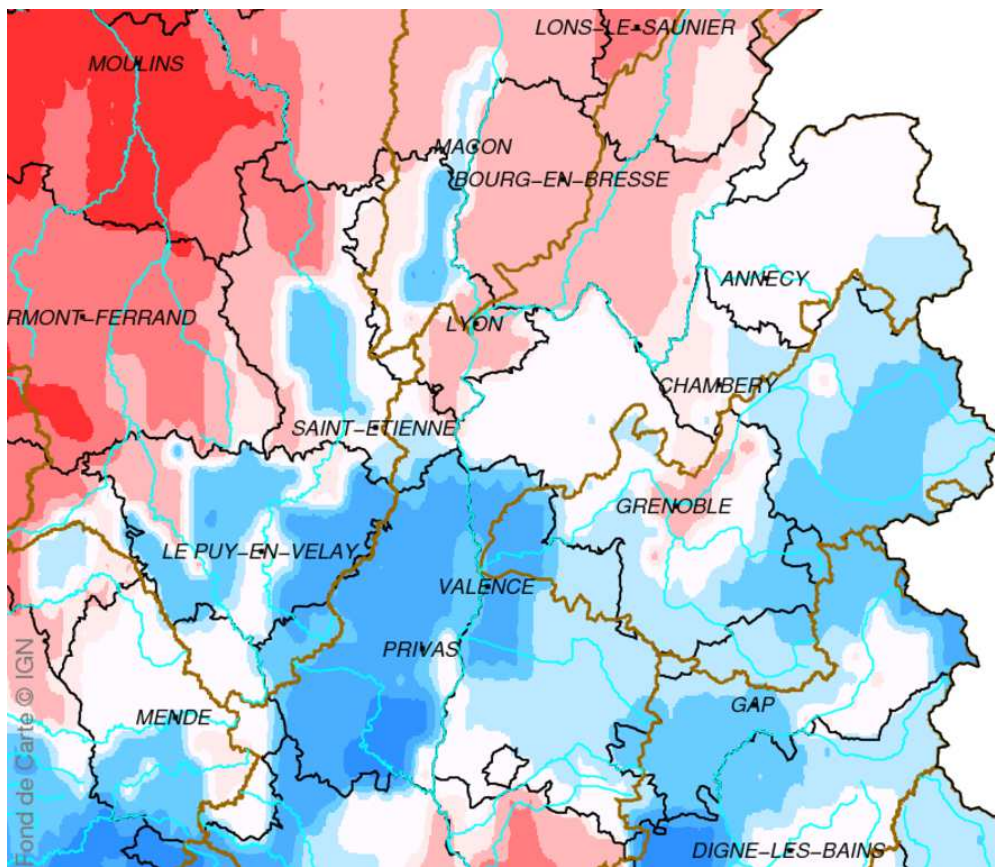 LONS-LE-SAUNIER
MOULINS
MACON
BOURG-EN-BRESSE
ANNECY
RMONT-FERRAND
LYON
CHAMBERY
SAINT-ETIENNE
GRENOBLE
LE PUY-EN-VELAY
VALENCE
PRIVAS
GAP
MENDE
DIGNE-LES-BAINS
Fond de Carte © IGN